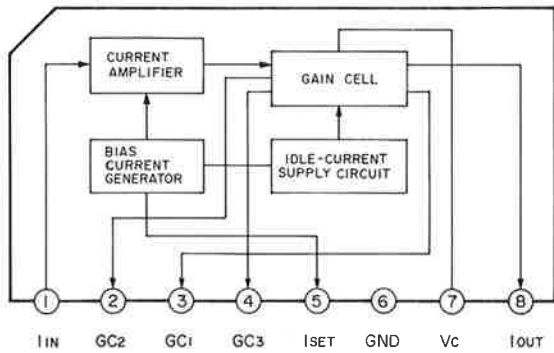 CURRENT
AMPLIFIER
GAIN CELL
BIAS
CURRENT
GENERATOR
IDLE-CURRENT
SUPPLY CIRCUIT
1 2 3 4 5 6 7 8
IIN GC2 GC1 GC3 ISET GND VC IOUT